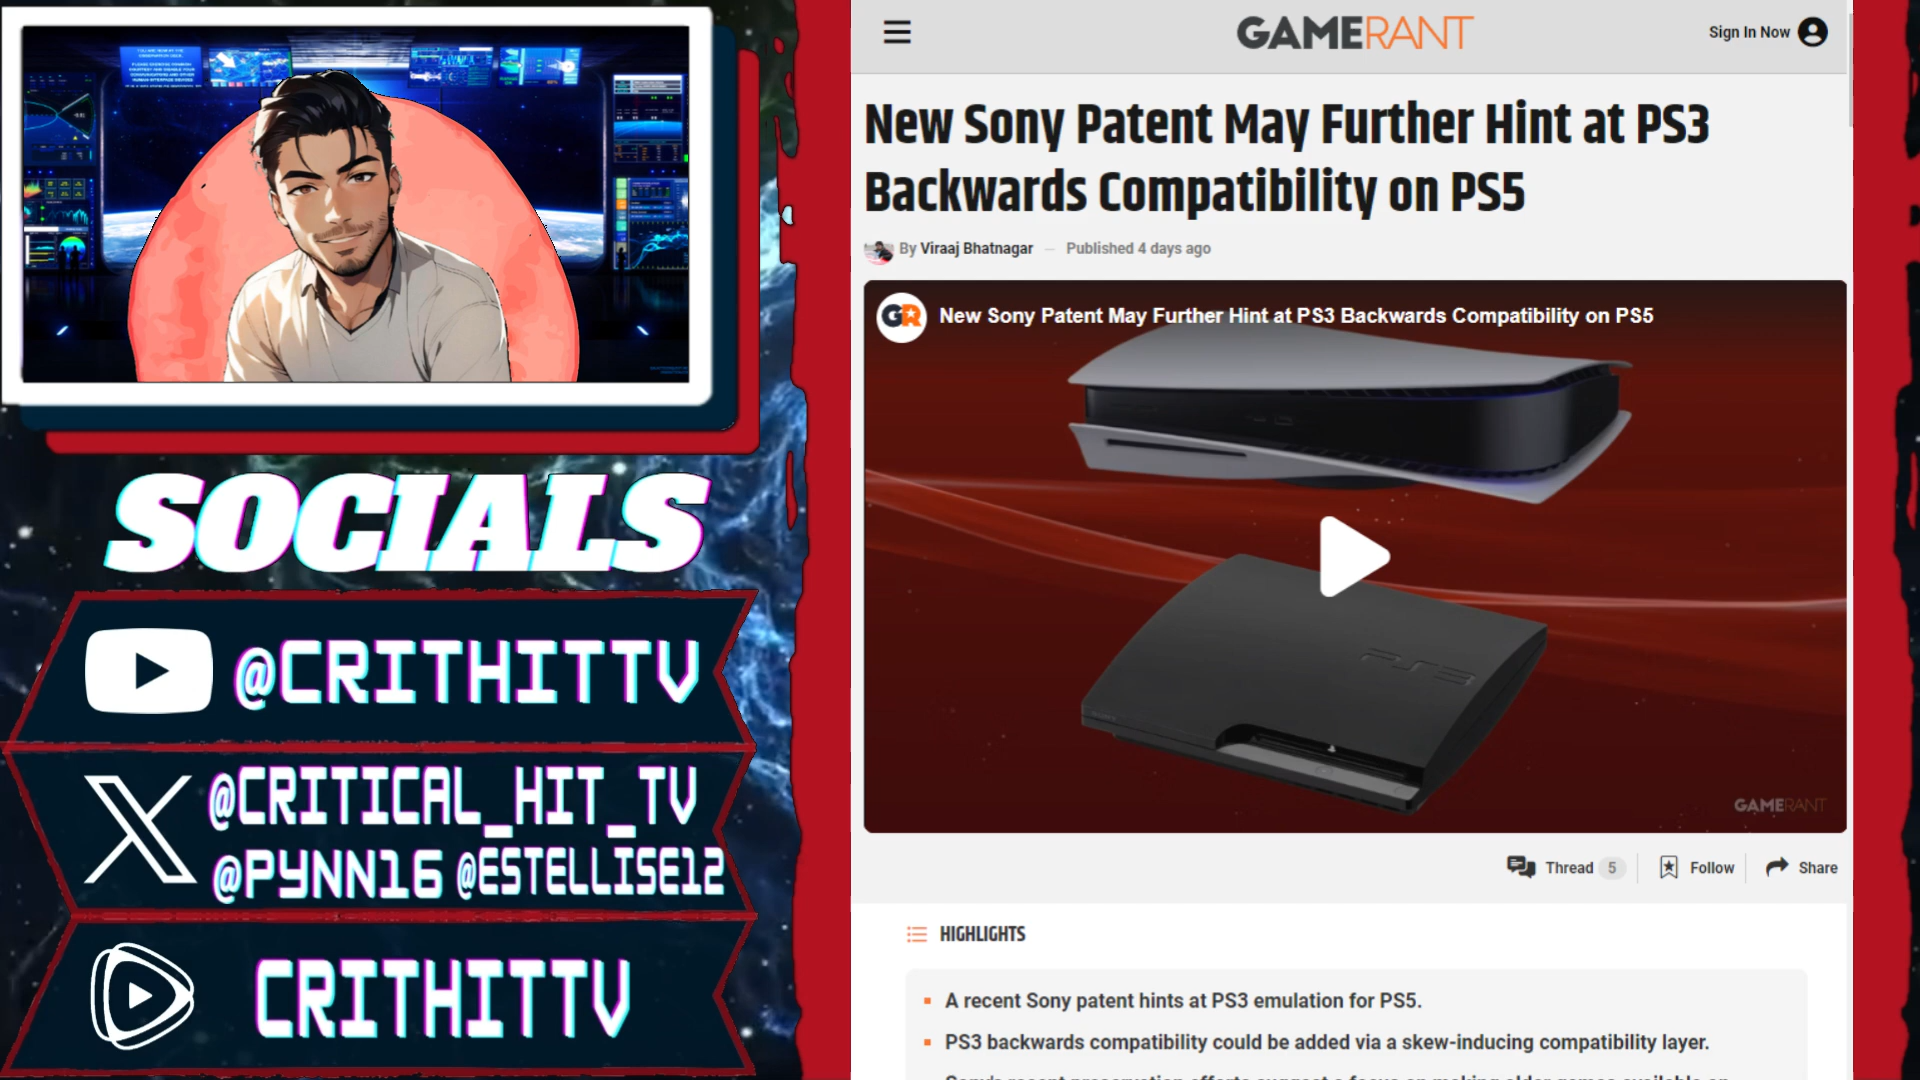 SOCIALS
@CRITHITTV
@CRITICAL_HIT_TV
@PYNN16 @ESTELLISE12
CRITHITTV
GAMERANT
Sign In Now
New Sony Patent May Further Hint at PS3
Backwards Compatibility on PS5
By Viraaj Bhatnagar — Published 4 days ago
GR
New Sony Patent May Further Hint at PS3 Backwards Compatibility on PS5
PS3
GAMERANT
Thread 5
Follow
Share
HIGHLIGHTS
A recent Sony patent hints at PS3 emulation for PS5.
PS3 backwards compatibility could be added via a skew-inducing compatibility layer.